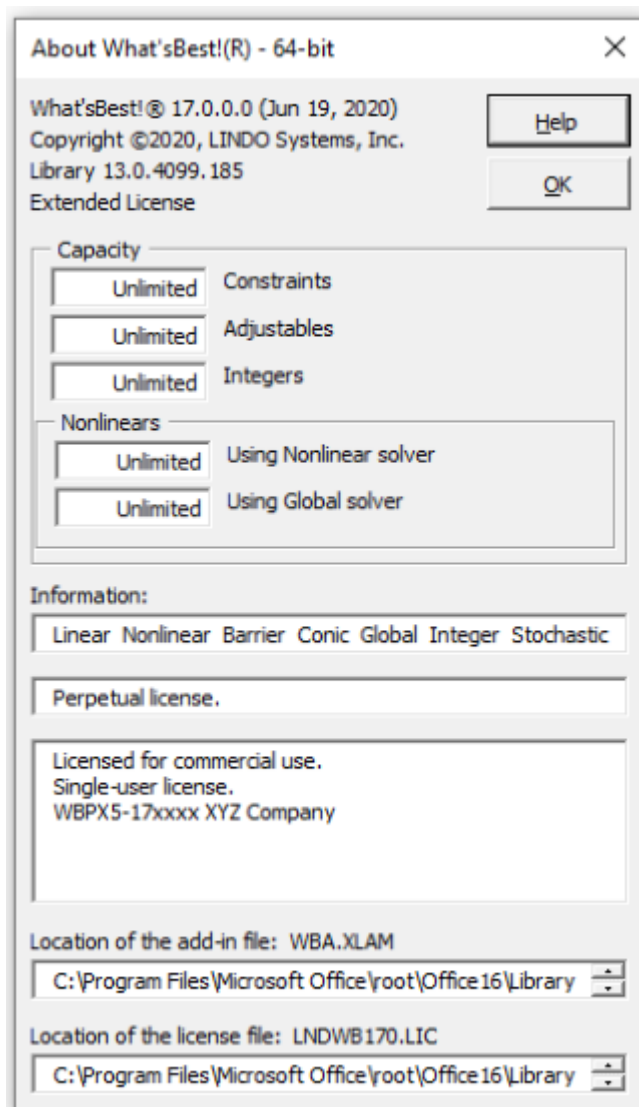 About What'sBest!(R) - 64-bit
What'sBest!® 17.0.0.0 (Jun 19, 2020)
Copyright ©2020, LINDO Systems, Inc.
Library 13.0.4099.185
Extended License
Help
OK
Capacity
Unlimited Constraints
Unlimited Adjustables
Unlimited Integers
Nonlinears
Unlimited Using Nonlinear solver
Unlimited Using Global solver
Information:
Linear Nonlinear Barrier Conic Global Integer Stochastic
Perpetual license.
Licensed for commercial use.
Single-user license.
WBPX5-17xxxx XYZ Company
Location of the add-in file: WBA.XLAM
C:\Program Files\Microsoft Office\root\Office16\Library
Location of the license file: LNDWB170.LIC
C:\Program Files\Microsoft Office\root\Office16\Library